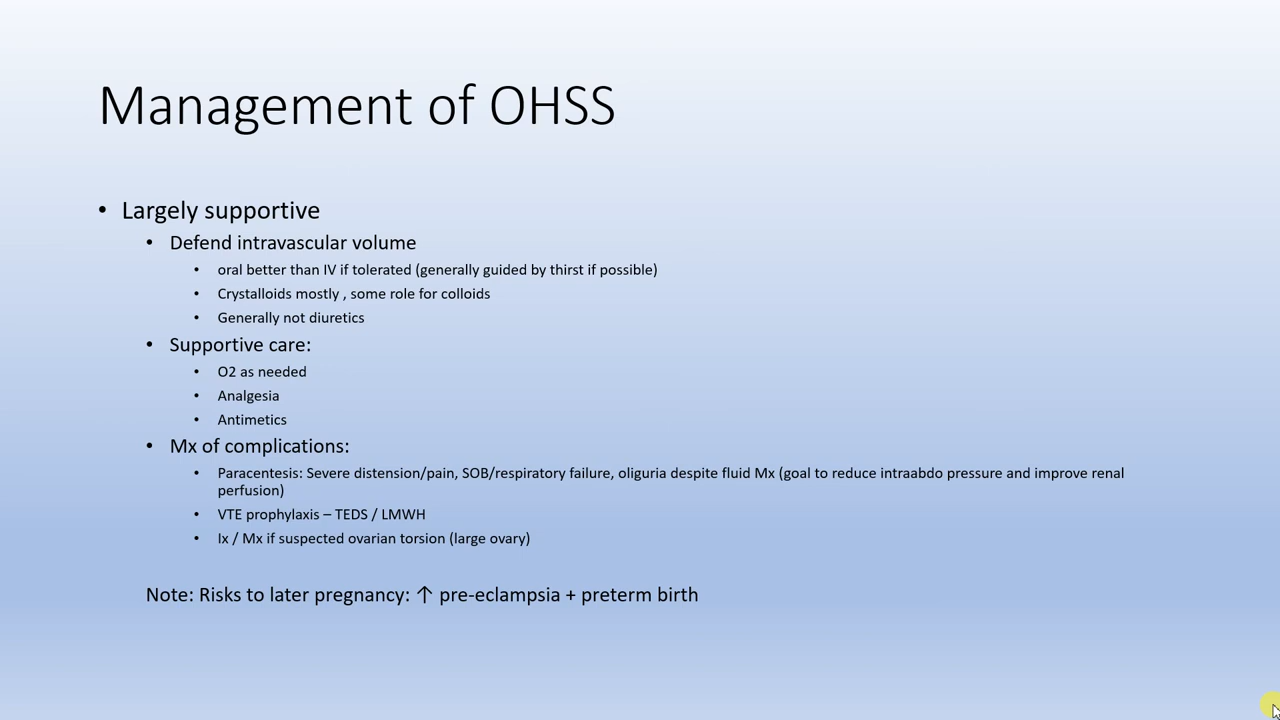 Management of OHSS
• Largely supportive
• Defend intravascular volume
• oral better than IV if tolerated (generally guided by thirst if possible)
• Crystalloids mostly , some role for colloids
• Generally not diuretics
• Supportive care:
• O2 as needed
• Analgesia
• Antimetics
• Mx of complications:
• Paracentesis: Severe distension/pain, SOB/respiratory failure, oliguria despite fluid Mx (goal to reduce intraabdo pressure and improve renal
perfusion)
• VTE prophylaxis – TEDS / LMWH
• Ix / Mx if suspected ovarian torsion (large ovary)
Note: Risks to later pregnancy: ↑ pre-eclampsia + preterm birth